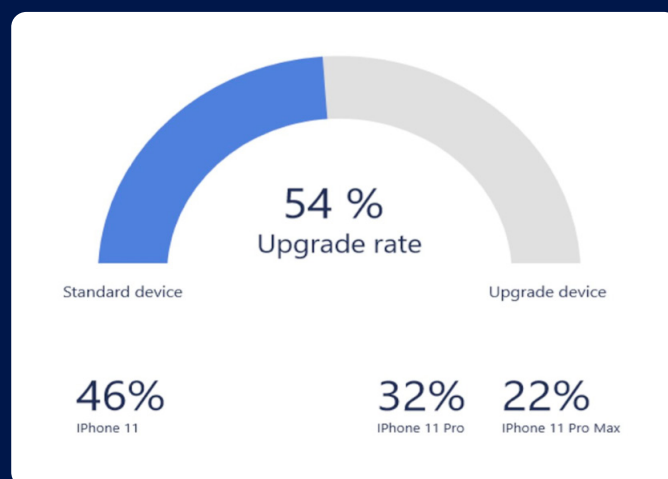 54 %
Upgrade rate
Standard device
Upgrade device
46%
32%
22%
IPhone 11
IPhone 11 Pro
IPhone 11 Pro Max